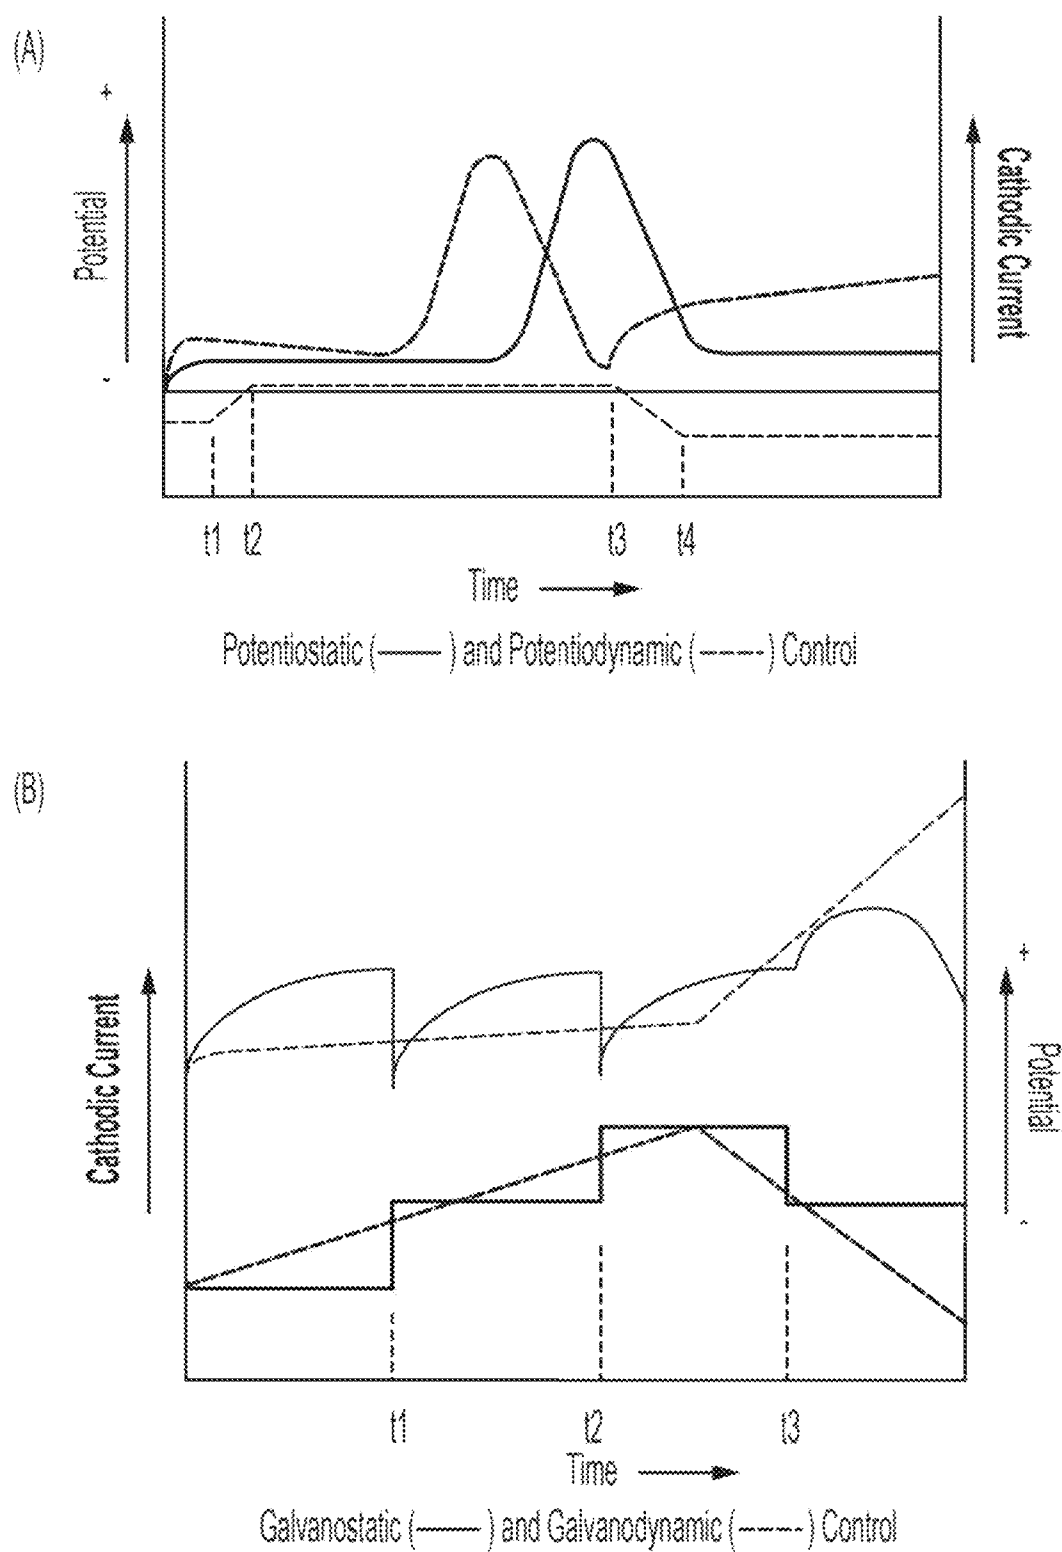 (A)
+
Potential
-
Cathodic Current
t1 t2 t3 t4
Time
Potentiostatic (———) and Potentiodynamic (-----) Control
(B)
Cathodic Current
+
Potential
-
t1 t2 t3
Time
Galvanostatic (———) and Galvanodynamic (-----) Control